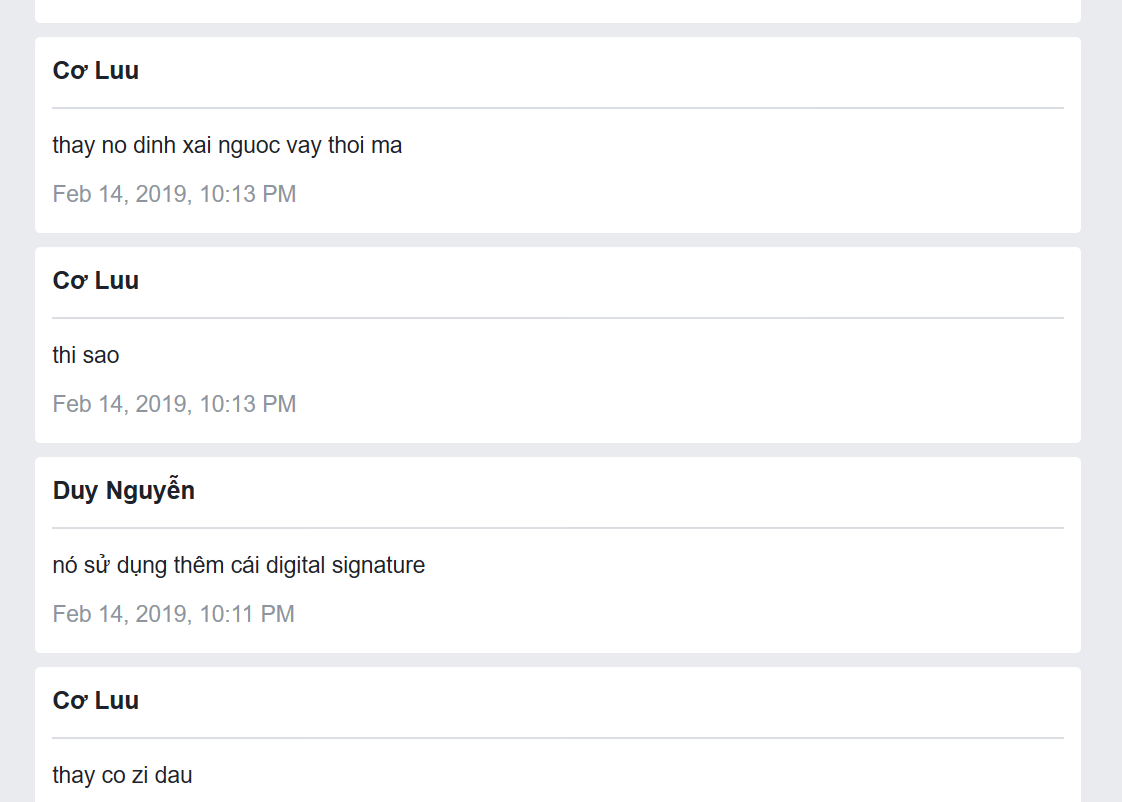 Cơ Luu
thay no dinh xai nguoc vay thoi ma
Feb 14, 2019, 10:13 PM
Cơ Luu
thi sao
Feb 14, 2019, 10:13 PM
Duy Nguyễn
nó sử dụng thêm cái digital signature
Feb 14, 2019, 10:11 PM
Cơ Luu
thay co zi dau